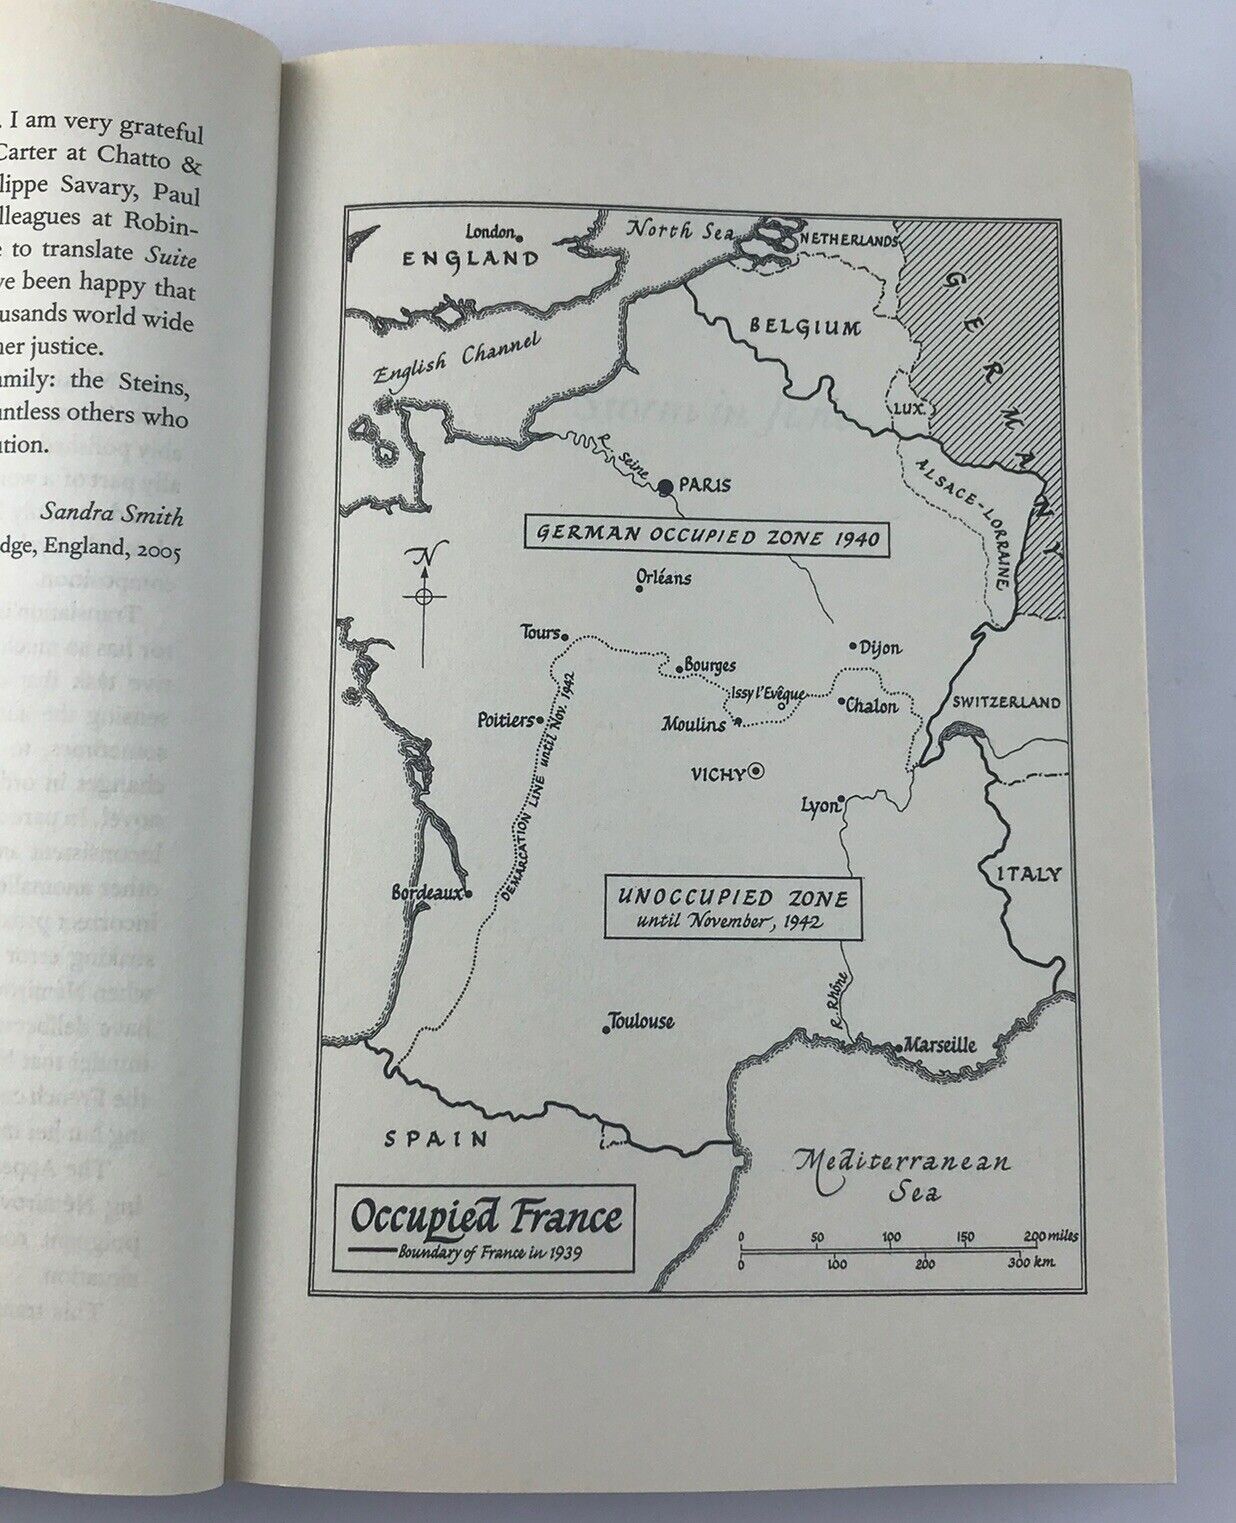 . I am very grateful
Carter at Chatto &
lippe Savary, Paul
lleagues at Robin-
e to translate Suite
ve been happy that
ousands world wide
her justice.
amily: the Steins,
untless others who
ution.
Sandra Smith
dge, England, 2005
London
ENGLAND
North Sea
NETHERLANDS
GERMANY
BELGIUM
English Channel
LUX.
R. Seine
PARIS
ALSACE-LORRAINE
GERMAN OCCUPIED ZONE 1940
N
Orléans
Tours
Dijon
Bourges
Issy l'Evêque
SWITZERLAND
Poitiers
Moulins
Chalon
DEMARCATION LINE until Nov. 1942
VICHY
Lyon
ITALY
Bordeaux
UNOCCUPIED ZONE
until November, 1942
R. Rhône
Toulouse
Marseille
SPAIN
Mediterranean
Sea
Occupied France
Boundary of France in 1939
0 50 100 150 200 miles
0 100 200 300 km